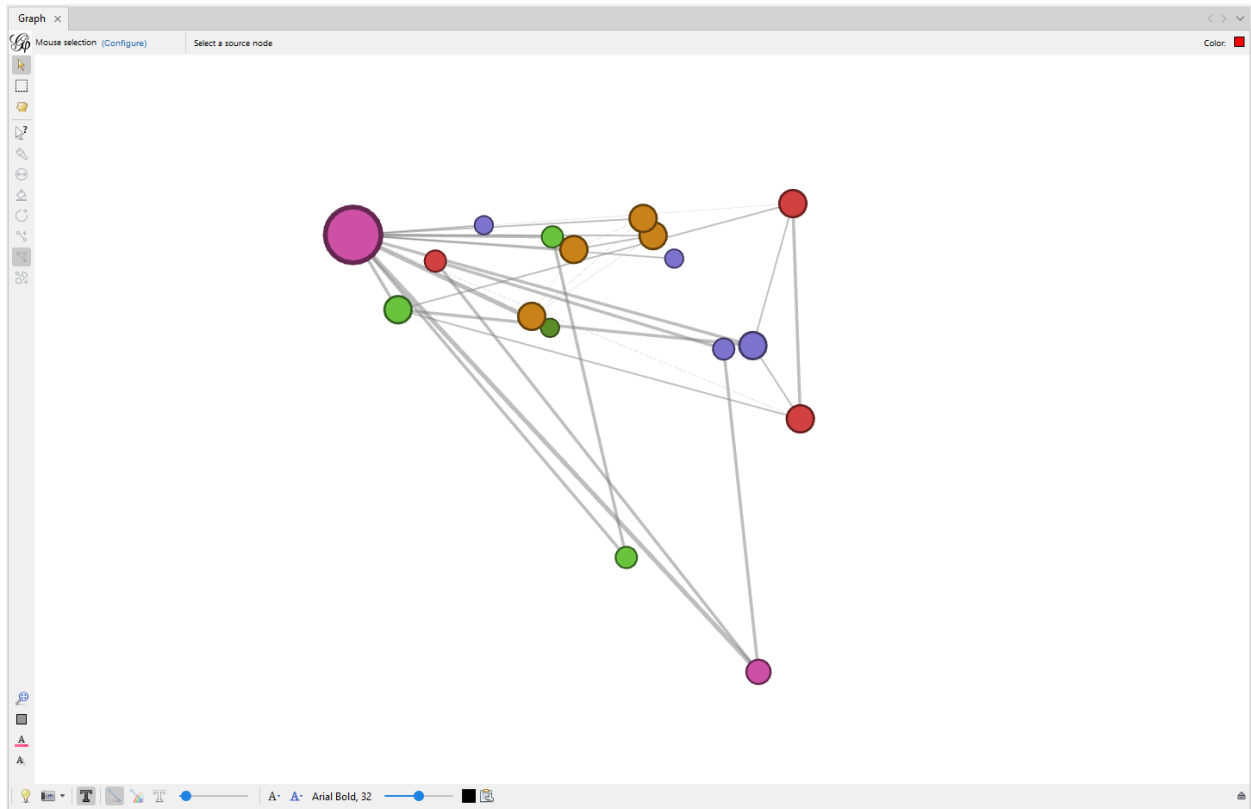 Graph
Mouse selection (Configure) Select a source node Color:
A
A
T T A- A- Arial Bold, 32